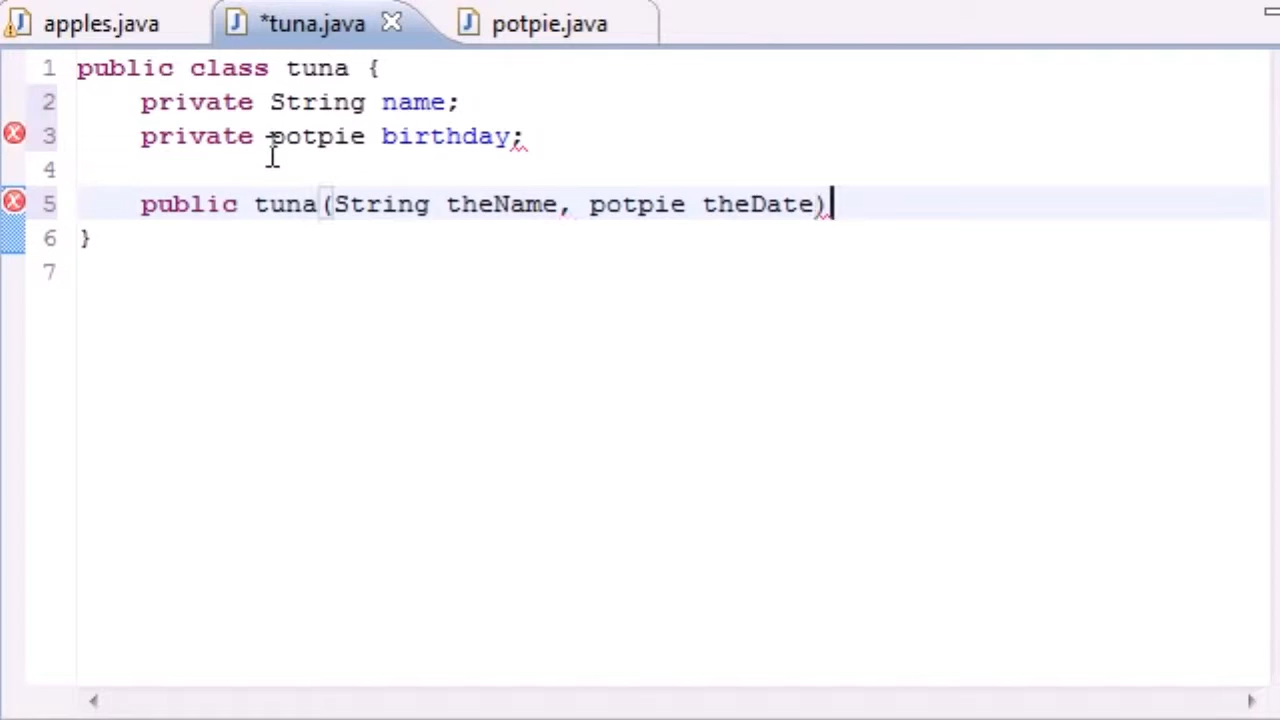 apples.java *tuna.java potpie.java
1 public class tuna {
2 private String name;
3 private potpie birthday;
4
5 public tuna(String theName, potpie theDate)
6 }
7